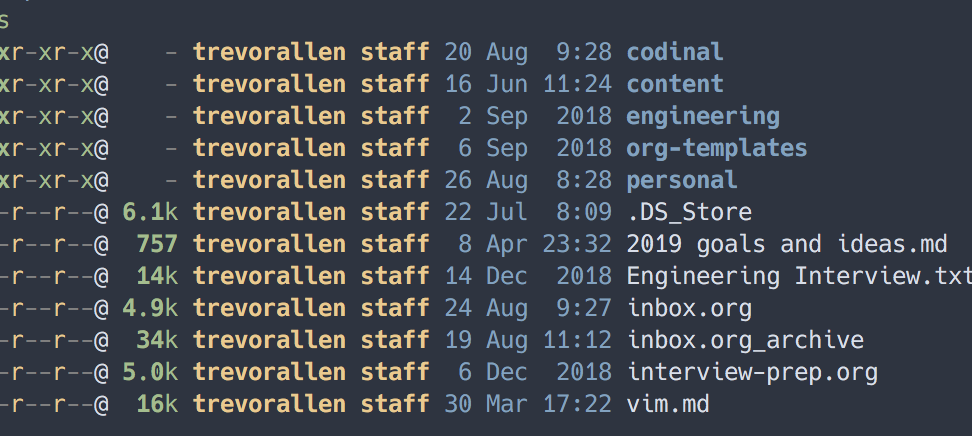 s
xr-xr-x@ - trevorallen staff 20 Aug 9:28 codinal
xr-xr-x@ - trevorallen staff 16 Jun 11:24 content
xr-xr-x@ - trevorallen staff 2 Sep 2018 engineering
xr-xr-x@ - trevorallen staff 6 Sep 2018 org-templates
xr-xr-x@ - trevorallen staff 26 Aug 8:28 personal
-r--r--@ 6.1k trevorallen staff 22 Jul 8:09 .DS_Store
-r--r--@ 757 trevorallen staff 8 Apr 23:32 2019 goals and ideas.md
-r--r--@ 14k trevorallen staff 14 Dec 2018 Engineering Interview.txt
-r--r--@ 4.9k trevorallen staff 24 Aug 9:27 inbox.org
-r--r--@ 34k trevorallen staff 19 Aug 11:12 inbox.org_archive
-r--r--@ 5.0k trevorallen staff 6 Dec 2018 interview-prep.org
-r--r--@ 16k trevorallen staff 30 Mar 17:22 vim.md